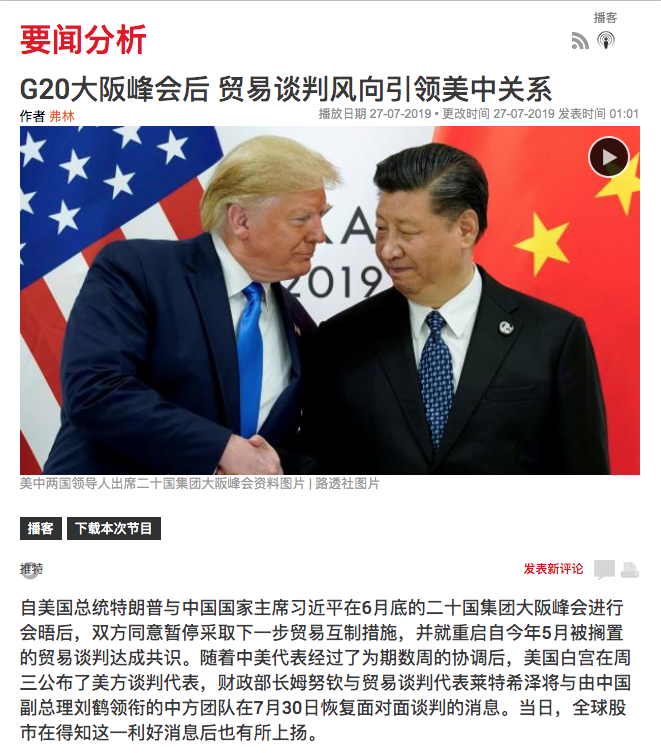 播客
要闻分析
G20大阪峰会后 贸易谈判风向引领美中关系
作者 弗林
播放日期 27-07-2019 • 更改时间 27-07-2019 发表时间 01:01
KA
2019
美中两国领导人出席二十国集团大阪峰会资料图片 | 路透社图片
播客 下载本次节目
推特
发表新评论
自美国总统特朗普与中国国家主席习近平在6月底的二十国集团大阪峰会进行
会晤后，双方同意暂停采取下一步贸易互制措施，并就重启自今年5月被搁置
的贸易谈判达成共识。随着中美代表经过了为期数周的协调后，美国白宫在周
三公布了美方谈判代表，财政部长姆努钦与贸易谈判代表莱特希泽将与由中国
副总理刘鹤领衔的中方团队在7月30日恢复面对面谈判的消息。当日，全球股
市在得知这一利好消息后也有所上扬。